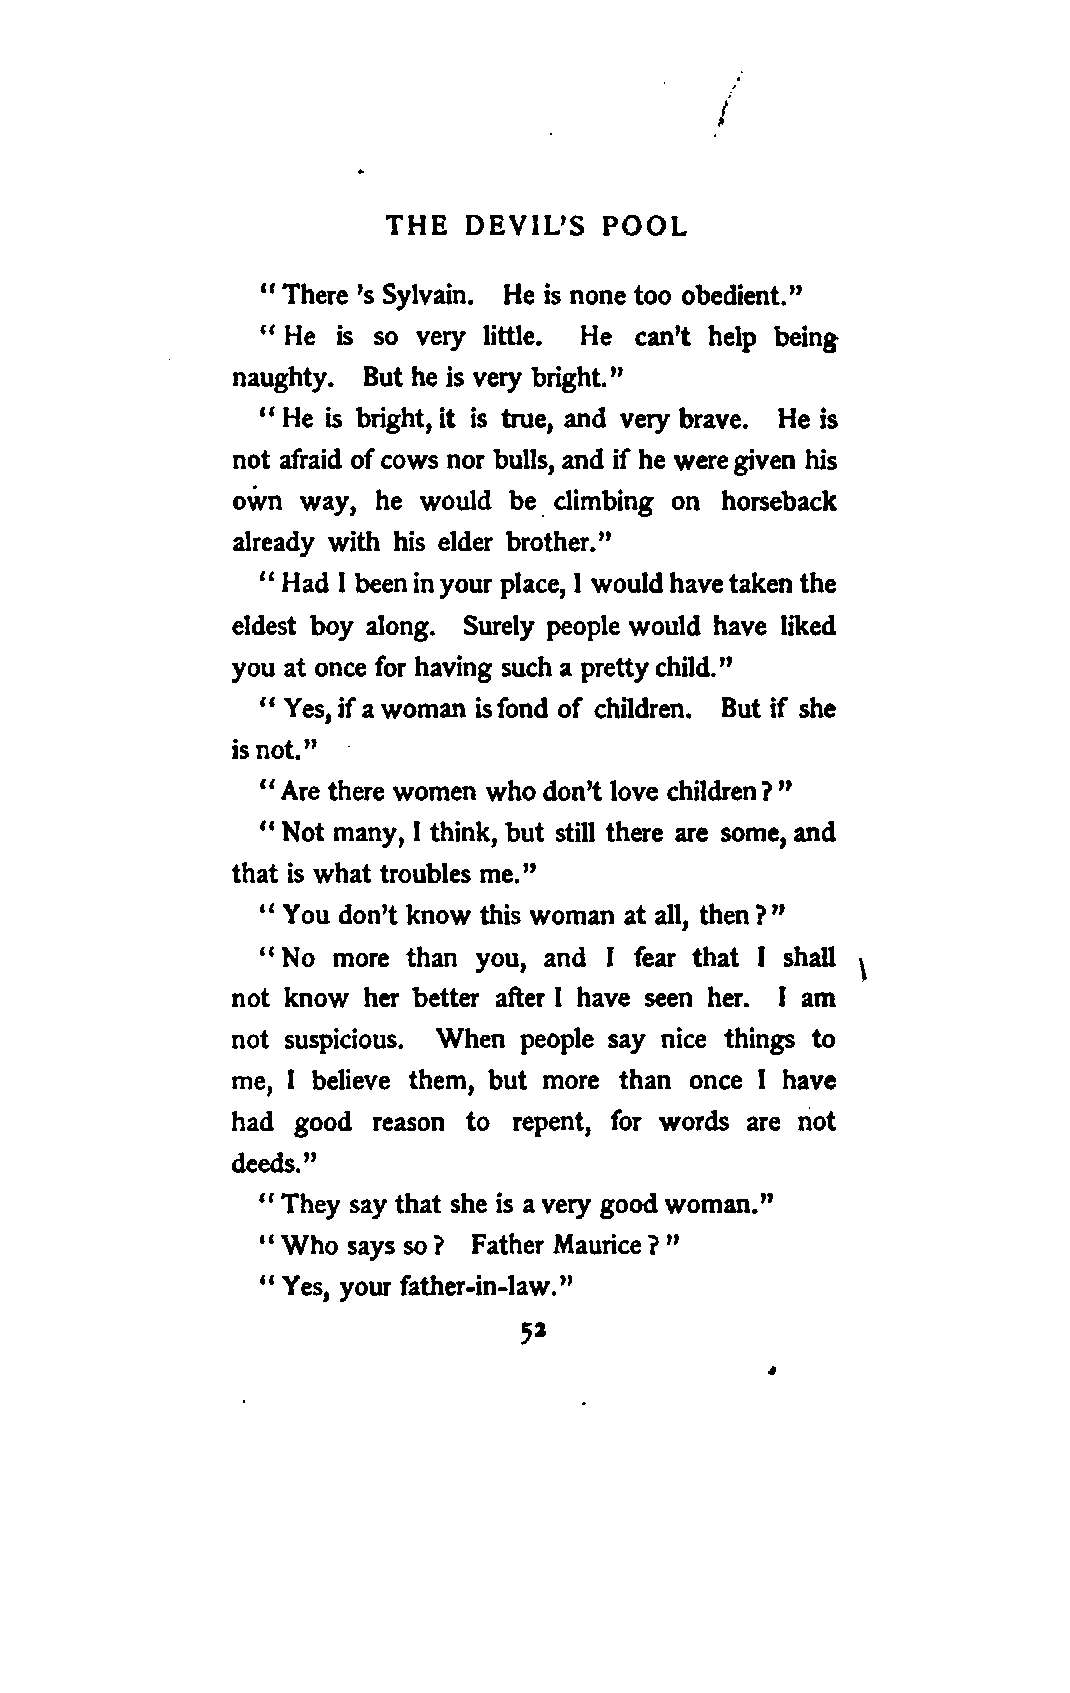 THE DEVIL'S POOL
"There 's Sylvain. He is none too obedient."
"He is so very little. He can't help being
naughty. But he is very bright."
"He is bright, it is true, and very brave. He is
not afraid of cows nor bulls, and if he were given his
own way, he would be climbing on horseback
already with his elder brother."
"Had I been in your place, I would have taken the
eldest boy along. Surely people would have liked
you at once for having such a pretty child."
"Yes, if a woman is fond of children. But if she
is not."
"Are there women who don't love children?"
"Not many, I think, but still there are some, and
that is what troubles me."
"You don't know this woman at all, then?"
"No more than you, and I fear that I shall
not know her better after I have seen her. I am
not suspicious. When people say nice things to
me, I believe them, but more than once I have
had good reason to repent, for words are not
deeds."
"They say that she is a very good woman."
"Who says so? Father Maurice?"
"Yes, your father-in-law."
52